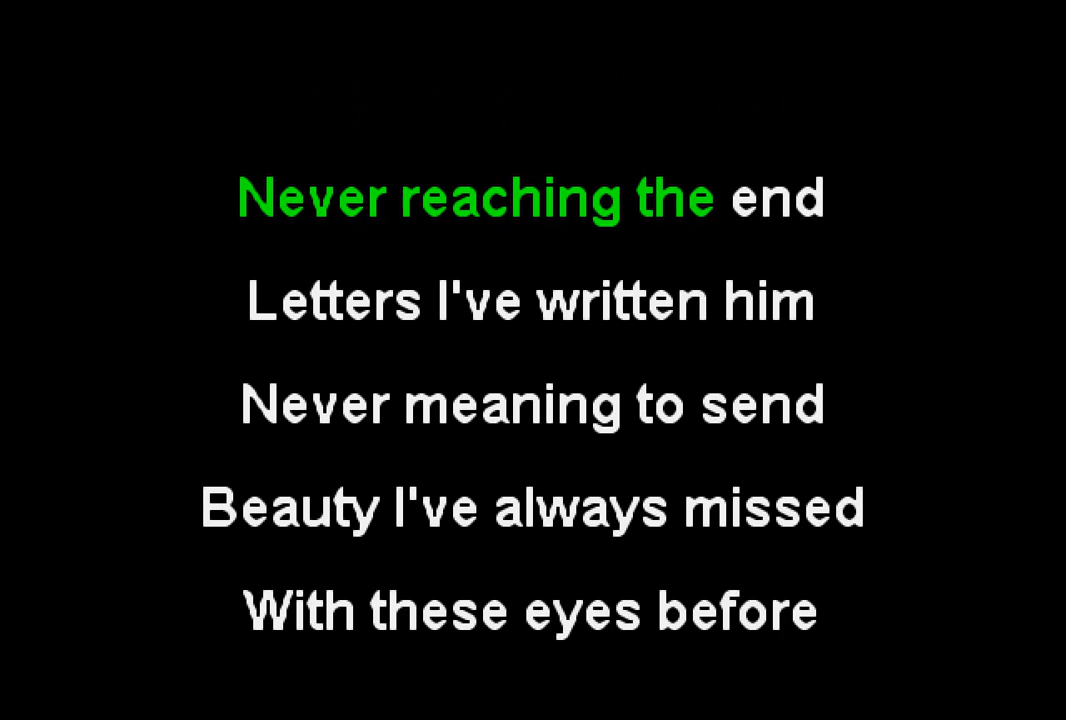 Never reaching the end
Letters I've written him
Never meaning to send
Beauty I've always missed
With these eyes before